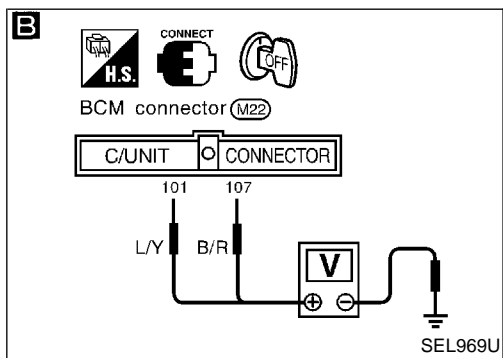 B
CONNECT
H.S.
OFF
BCM connector M22
C/UNIT CONNECTOR
101 107
L/Y B/R
V
+ -
SEL969U